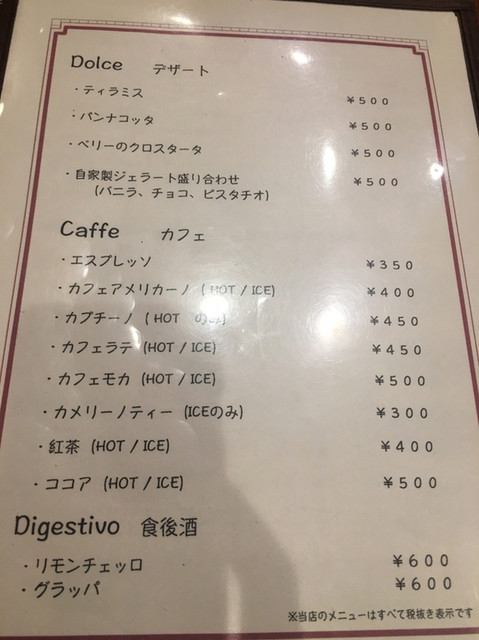 Dolce デザート
・ティラミス ￥５００
・パンナコッタ ￥５００
・ベリーのクロスタータ ￥５００
・自家製ジェラート盛り合わせ ￥５００
(バニラ、チョコ、ピスタチオ)
Caffe カフェ
・エスプレッソ ￥３５０
・カフェアメリカーノ ( HOT / ICE) ￥４００
・カプチーノ ( HOT のみ) ￥４５０
・カフェラテ (HOT / ICE) ￥４５０
・カフェモカ (HOT / ICE) ￥５００
・カメリーノティー (ICEのみ) ￥３００
・紅茶 (HOT / ICE) ￥４００
・ココア (HOT / ICE) ￥５００
Digestivo 食後酒
・リモンチェッロ ￥６００
・グラッパ ￥６００
※当店のメニューはすべて税抜き表示です